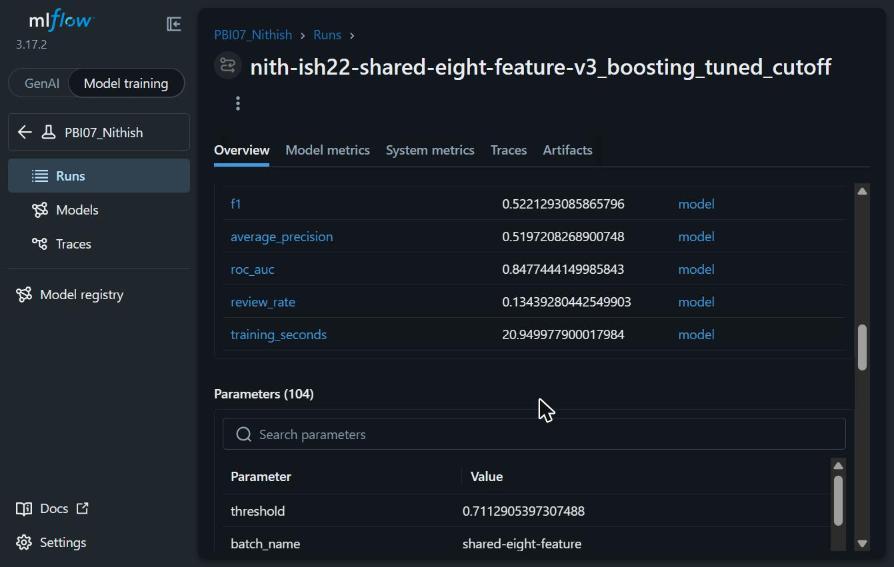 mlflow
3.17.2
GenAI Model training
PBI07_Nithish
Runs
Models
Traces
Model registry
Docs
Settings
PBI07_Nithish > Runs >
nith-ish22-shared-eight-feature-v3_boosting_tuned_cutoff
Overview Model metrics System metrics Traces Artifacts
f1 0.5221293085865796 model
average_precision 0.5197208268900748 model
roc_auc 0.8477444149985843 model
review_rate 0.13439280442549903 model
training_seconds 20.949977900017984 model
Parameters (104)
Search parameters
Parameter Value
threshold 0.7112905397307488
batch_name shared-eight-feature